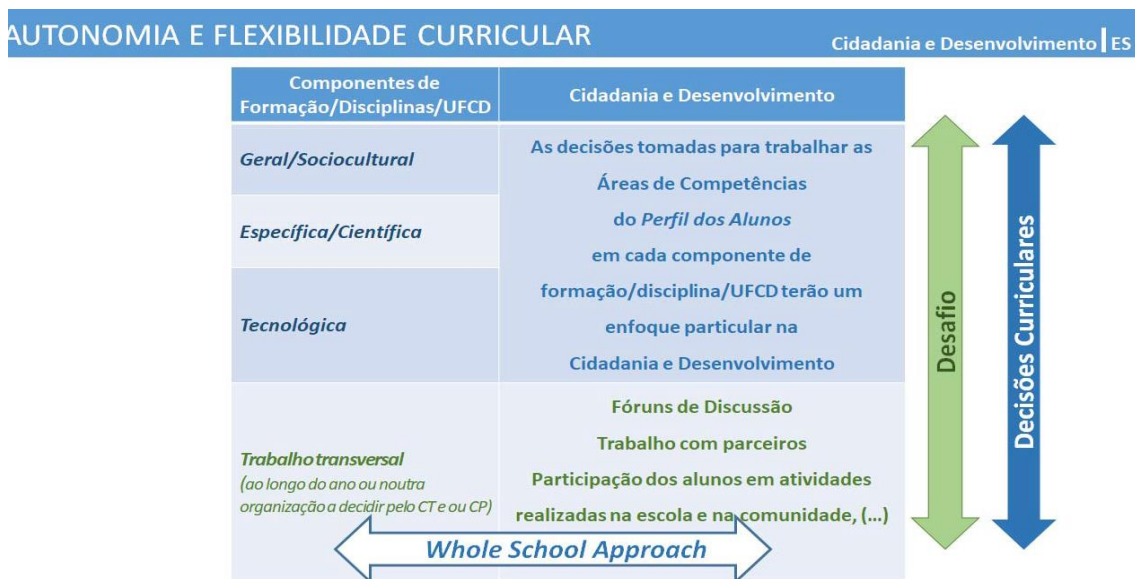 AUTONOMIA E FLEXIBILIDADE CURRICULAR
Cidadania e Desenvolvimento | ES
Componentes de
Formação/Disciplinas/UFCD
Cidadania e Desenvolvimento
Geral/Sociocultural
Específica/Científica
Tecnológica
As decisões tomadas para trabalhar as
Áreas de Competências
do Perfil dos Alunos
em cada componente de
formação/disciplina/UFCD terão um
enfoque particular na
Cidadania e Desenvolvimento
Trabalho transversal
(ao longo do ano ou noutra
organização a decidir pelo CT e ou CP)
Fóruns de Discussão
Trabalho com parceiros
Participação dos alunos em atividades
realizadas na escola e na comunidade, (...)
Whole School Approach
Desafio
Decisões Curriculares